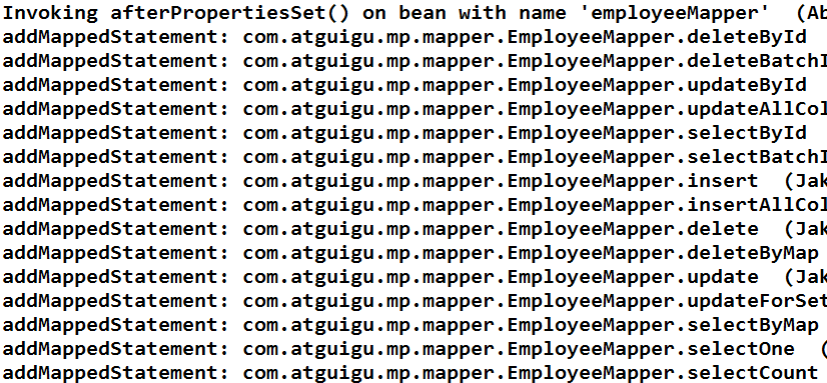 Invoking afterPropertiesSet() on bean with name 'employeeMapper' (Ab
addMappedStatement: com.atguigu.mp.mapper.EmployeeMapper.deleteById
addMappedStatement: com.atguigu.mp.mapper.EmployeeMapper.deleteBatchI
addMappedStatement: com.atguigu.mp.mapper.EmployeeMapper.updateById
addMappedStatement: com.atguigu.mp.mapper.EmployeeMapper.updateAllCol
addMappedStatement: com.atguigu.mp.mapper.EmployeeMapper.selectById
addMappedStatement: com.atguigu.mp.mapper.EmployeeMapper.selectBatchI
addMappedStatement: com.atguigu.mp.mapper.EmployeeMapper.insert (Jak
addMappedStatement: com.atguigu.mp.mapper.EmployeeMapper.insertAllCol
addMappedStatement: com.atguigu.mp.mapper.EmployeeMapper.delete (Jak
addMappedStatement: com.atguigu.mp.mapper.EmployeeMapper.deleteByMap
addMappedStatement: com.atguigu.mp.mapper.EmployeeMapper.update (Jak
addMappedStatement: com.atguigu.mp.mapper.EmployeeMapper.updateForSet
addMappedStatement: com.atguigu.mp.mapper.EmployeeMapper.selectByMap
addMappedStatement: com.atguigu.mp.mapper.EmployeeMapper.selectOne (
addMappedStatement: com.atguigu.mp.mapper.EmployeeMapper.selectCount